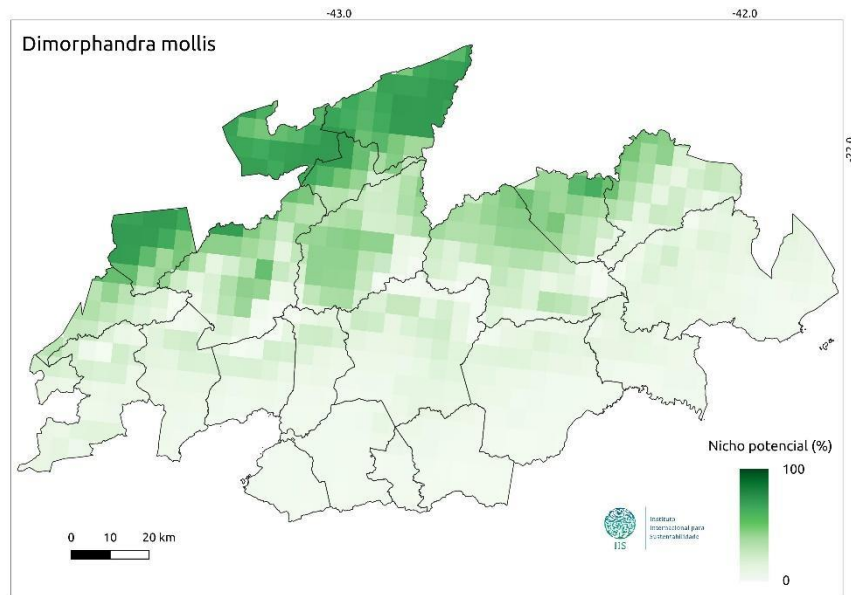 -43.0
-42.0
Dimorphandra mollis
-22.0
Nicho potencial (%)
100
0
0 10 20 km
IIS
Instituto
Internacional para
Sustentabilidade